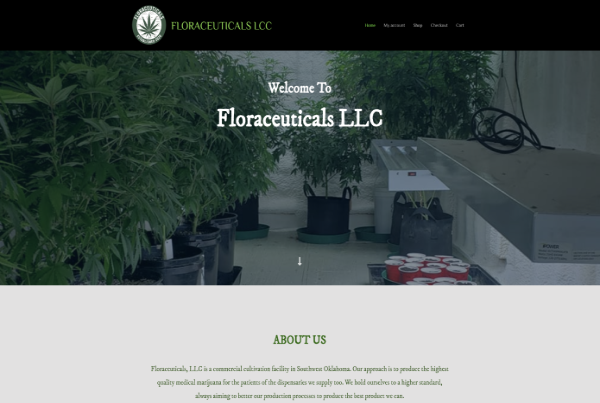 FLORACEUTICALS LCC
Home My account Shop Checkout Cart
Welcome To
Floraceuticals LLC
ABOUT US
Floraceuticals, LLC is a commercial cultivation facility in Southwest Oklahoma. Our approach is to produce the highest
quality medical marijuana for the patients of the dispensaries we supply too. We hold ourselves to a higher standard,
always aiming to better our production processes to produce the best product we can.